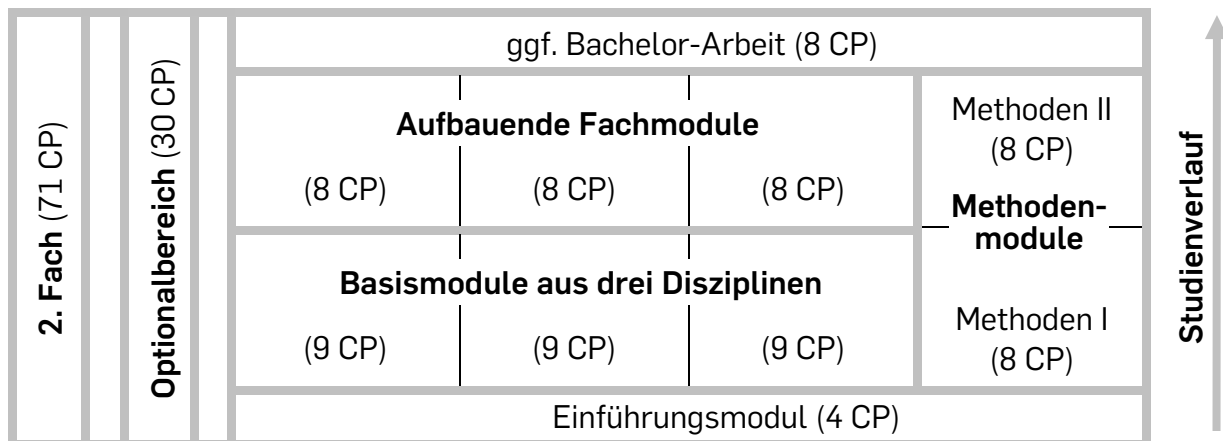 2. Fach (71 CP)
Optionalbereich (30 CP)
ggf. Bachelor-Arbeit (8 CP)
Aufbauende Fachmodule
(8 CP)
(8 CP)
(8 CP)
Methoden II
(8 CP)
Methoden-
module
Basismodule aus drei Disziplinen
(9 CP)
(9 CP)
(9 CP)
Methoden I
(8 CP)
Einführungsmodul (4 CP)
Studienverlauf